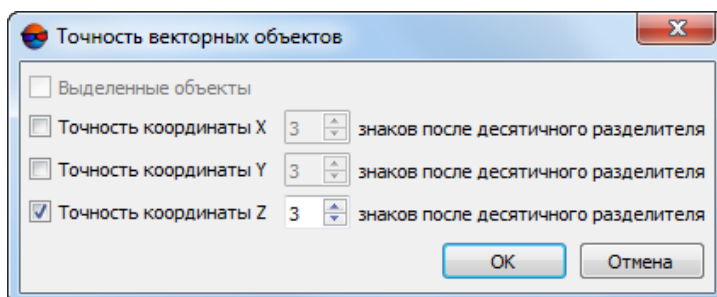 Точность векторных объектов
Выделенные объекты
Точность координаты X 3 знаков после десятичного разделителя
Точность координаты Y 3 знаков после десятичного разделителя
Точность координаты Z 3 знаков после десятичного разделителя
OK Отмена